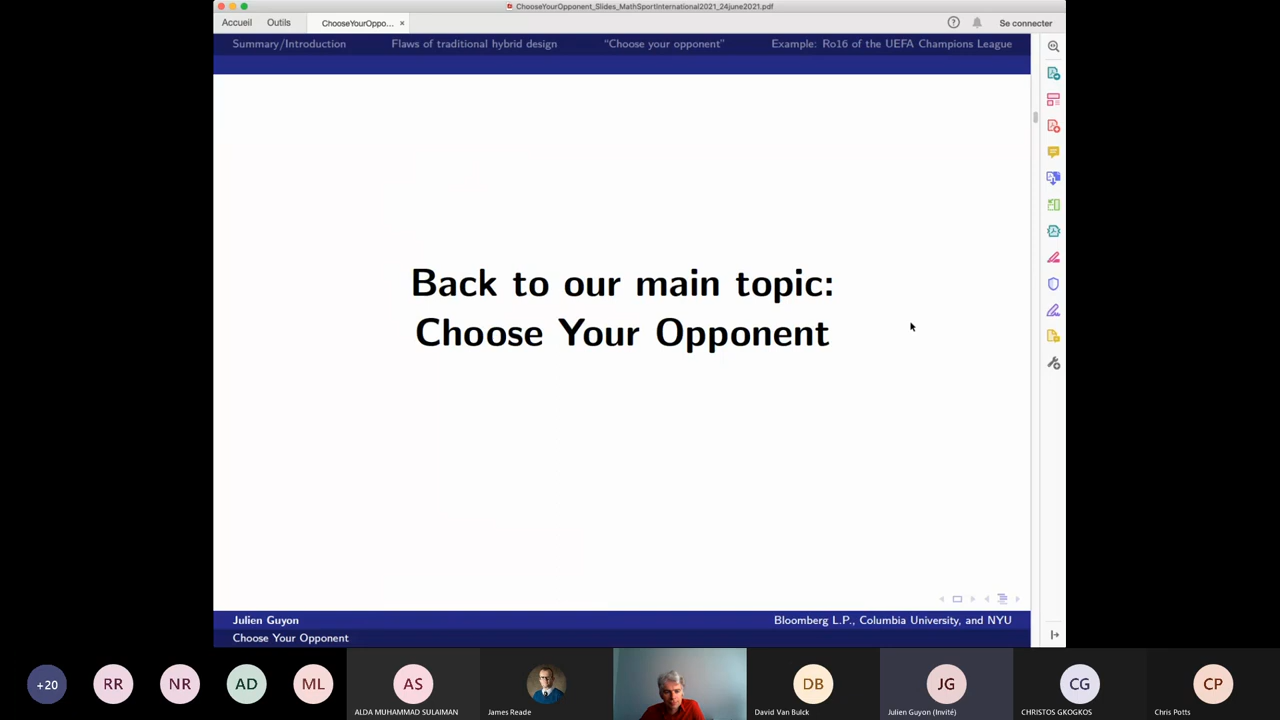 ChooseYourOpponent_Slides_MathSportInternational2021_24june2021.pdf
Accueil Outils ChooseYourOppo... × Se connecter
Summary/Introduction Flaws of traditional hybrid design "Choose your opponent" Example: Ro16 of the UEFA Champions League
Back to our main topic:
Choose Your Opponent
Julien Guyon Bloomberg L.P., Columbia University, and NYU
Choose Your Opponent
+20 RR NR AD ML AS DB JG CG CP
ALDA MUHAMMAD SULAIMAN James Reade David Van Bulck Julien Guyon (Invité) CHRISTOS GKOGKOS Chris Potts